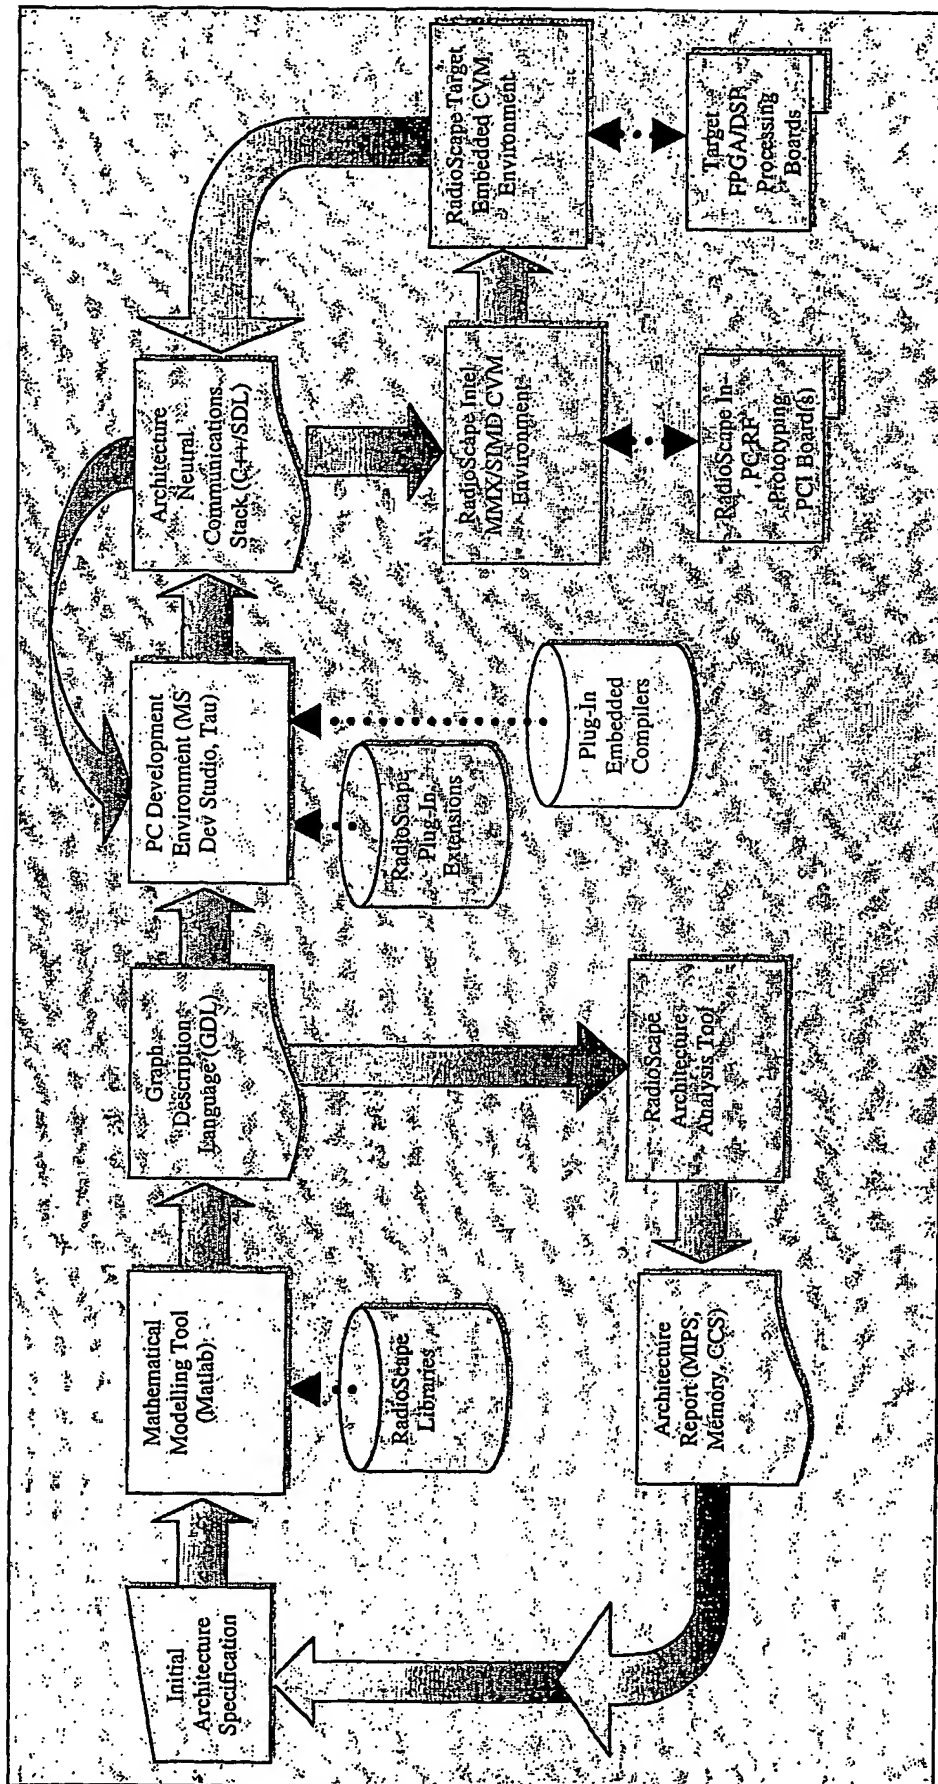 Initial
Architecture
Specification
Mathematical
Modelling Tool
(Matlab)
RadioScape
Libraries
Graph
Description
Language (GDL)
PC Development
Environment (MS
Dev Studio, Tau)
RadioScape
Plug-In
Extensions
Plug-In
Embedded
Compilers
Architecture
Neutral
Communications
Stack (C++/SDL)
RadioScape Intel
MMX/SIMD CVM
Environment
RadioScape Target
Embedded CVM
Environment
RadioScape In-
PC RF
Prototyping
PCI Board(s)
Target
FPGA/DSP
Processing
Boards
RadioScape
Architecture
Analysis Tool
Architecture
Report (MIPS,
Memory, CCS)